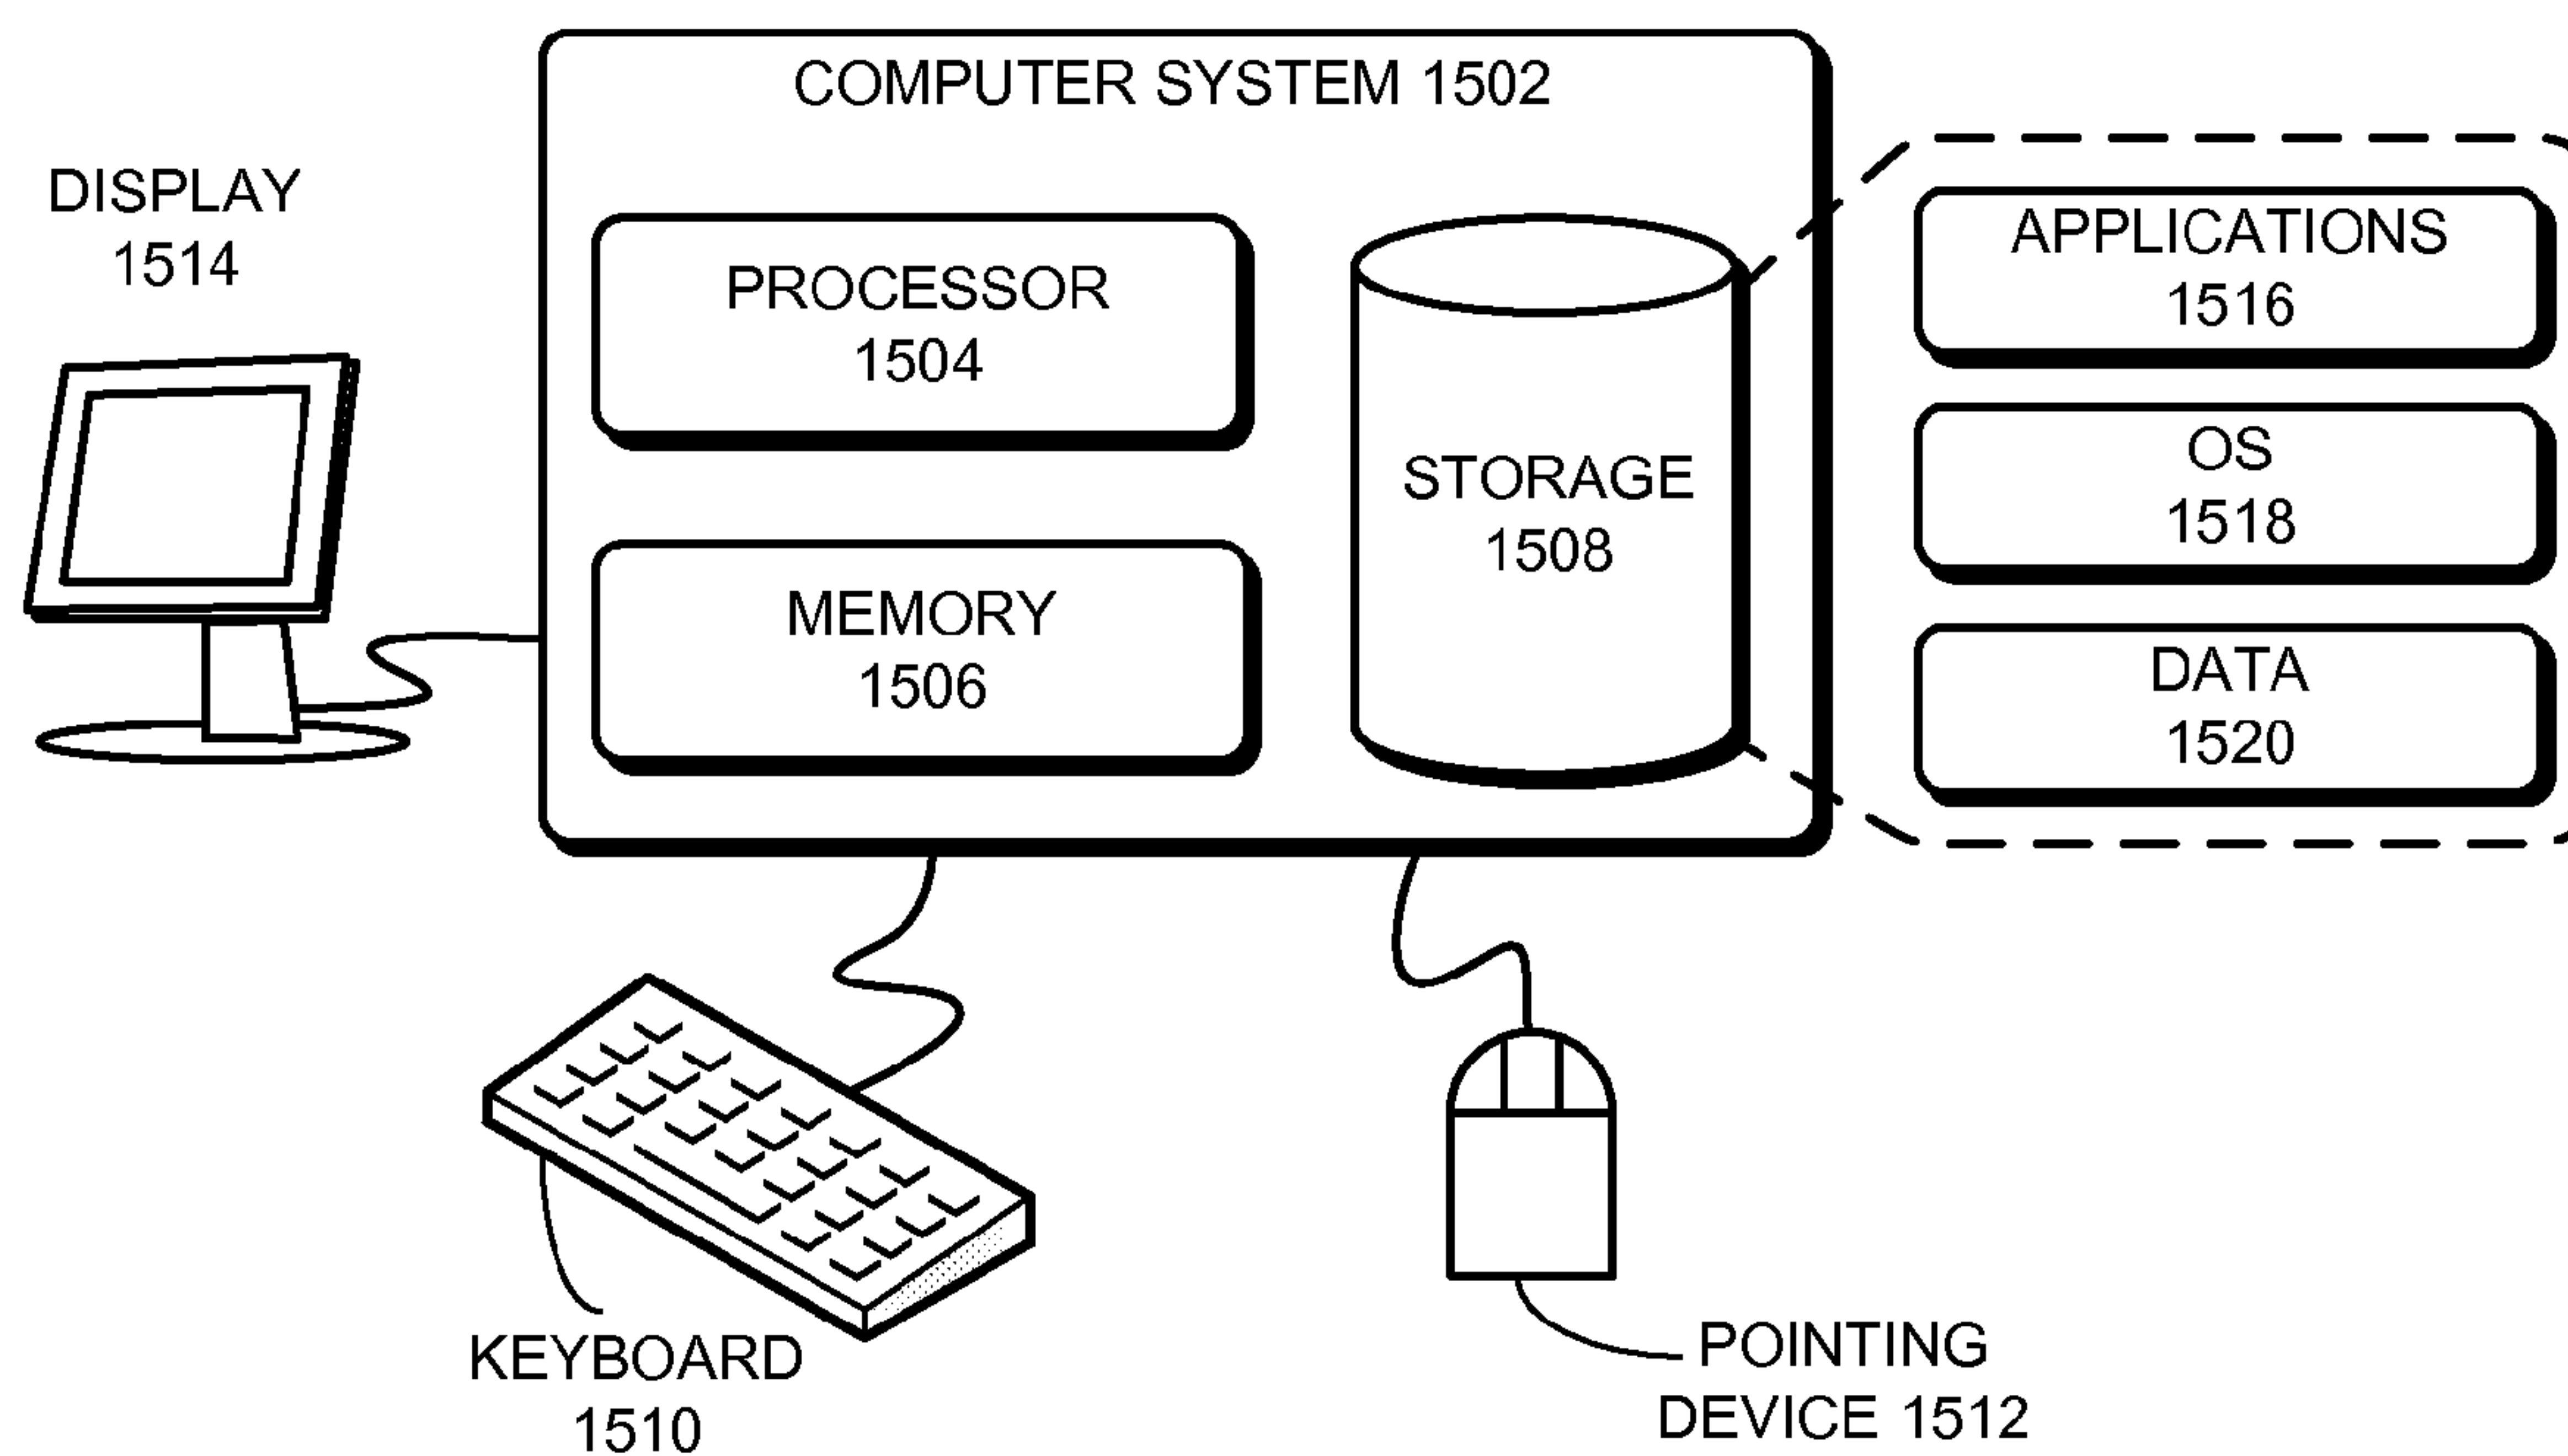 COMPUTER SYSTEM 1502
DISPLAY
1514
PROCESSOR
1504
MEMORY
1506
STORAGE
1508
APPLICATIONS
1516
OS
1518
DATA
1520
KEYBOARD
1510
POINTING
DEVICE 1512